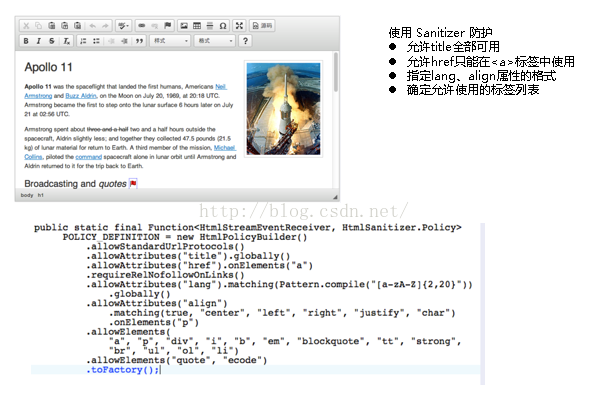 源码
B I S Tx
样式
格式
?
Apollo 11
Apollo 11 was the spaceflight that landed the first humans, Americans Neil
Armstrong and Buzz Aldrin, on the Moon on July 20, 1969, at 20:18 UTC.
Armstrong became the first to step onto the lunar surface 6 hours later on July
21 at 02:56 UTC.
Armstrong spent about three and a half two and a half hours outside the
spacecraft, Aldrin slightly less; and together they collected 47.5 pounds (21.5
kg) of lunar material for return to Earth. A third member of the mission, Michael
Collins, piloted the command spacecraft alone in lunar orbit until Armstrong and
Aldrin returned to it for the trip back to Earth.
Broadcasting and quotes
body h1
使用 Sanitizer 防护
● 允许title全部可用
● 允许href只能在<a>标签中使用
● 指定lang、align属性的格式
● 确定允许使用的标签列表
http://blog.csdn.net/
public static final Function<HtmlStreamEventReceiver, HtmlSanitizer.Policy>
POLICY_DEFINITION = new HtmlPolicyBuilder()
.allowStandardUrlProtocols()
.allowAttributes("title").globally()
.allowAttributes("href").onElements("a")
.requireRelNofollowOnLinks()
.allowAttributes("lang").matching(Pattern.compile("[a-zA-Z]{2,20}"))
.globally()
.allowAttributes("align")
.matching(true, "center", "left", "right", "justify", "char")
.onElements("p")
.allowElements(
"a", "p", "div", "i", "b", "em", "blockquote", "tt", "strong",
"br", "ul", "ol", "li")
.allowElements("quote", "ecode")
.toFactory();